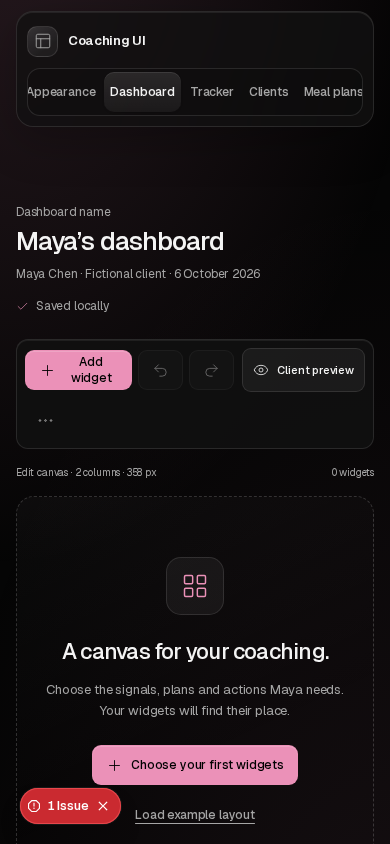 Coaching UI
Appearance Dashboard Tracker Clients Meal plans
Dashboard name
Maya’s dashboard
Maya Chen · Fictional client · 6 October 2026
Saved locally
Add
widget
Client preview
Edit canvas · 2 columns · 358 px
0 widgets
A canvas for your coaching.
Choose the signals, plans and actions Maya needs.
Your widgets will find their place.
Choose your first widgets
1 Issue
Load example layout